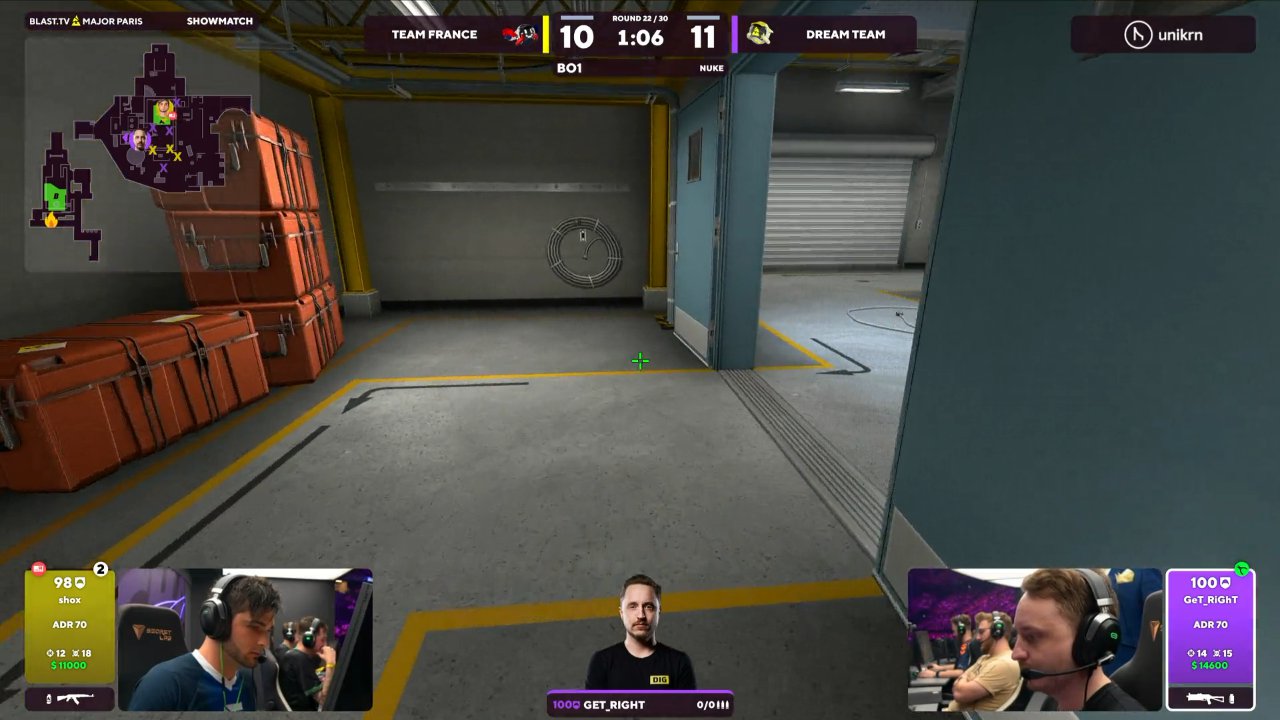 BLAST.TV MAJOR PARIS SHOWMATCH
TEAM FRANCE
10
ROUND 22 / 30
1:06
11
DREAM TEAM
BO1
NUKE
unikrn
98
2
shox
ADR 70
12 18
$11000
SECRET LAB
DIG
100 GET_RIGHT 0/0
100
GeT_RiGhT
ADR 70
14 15
$14600